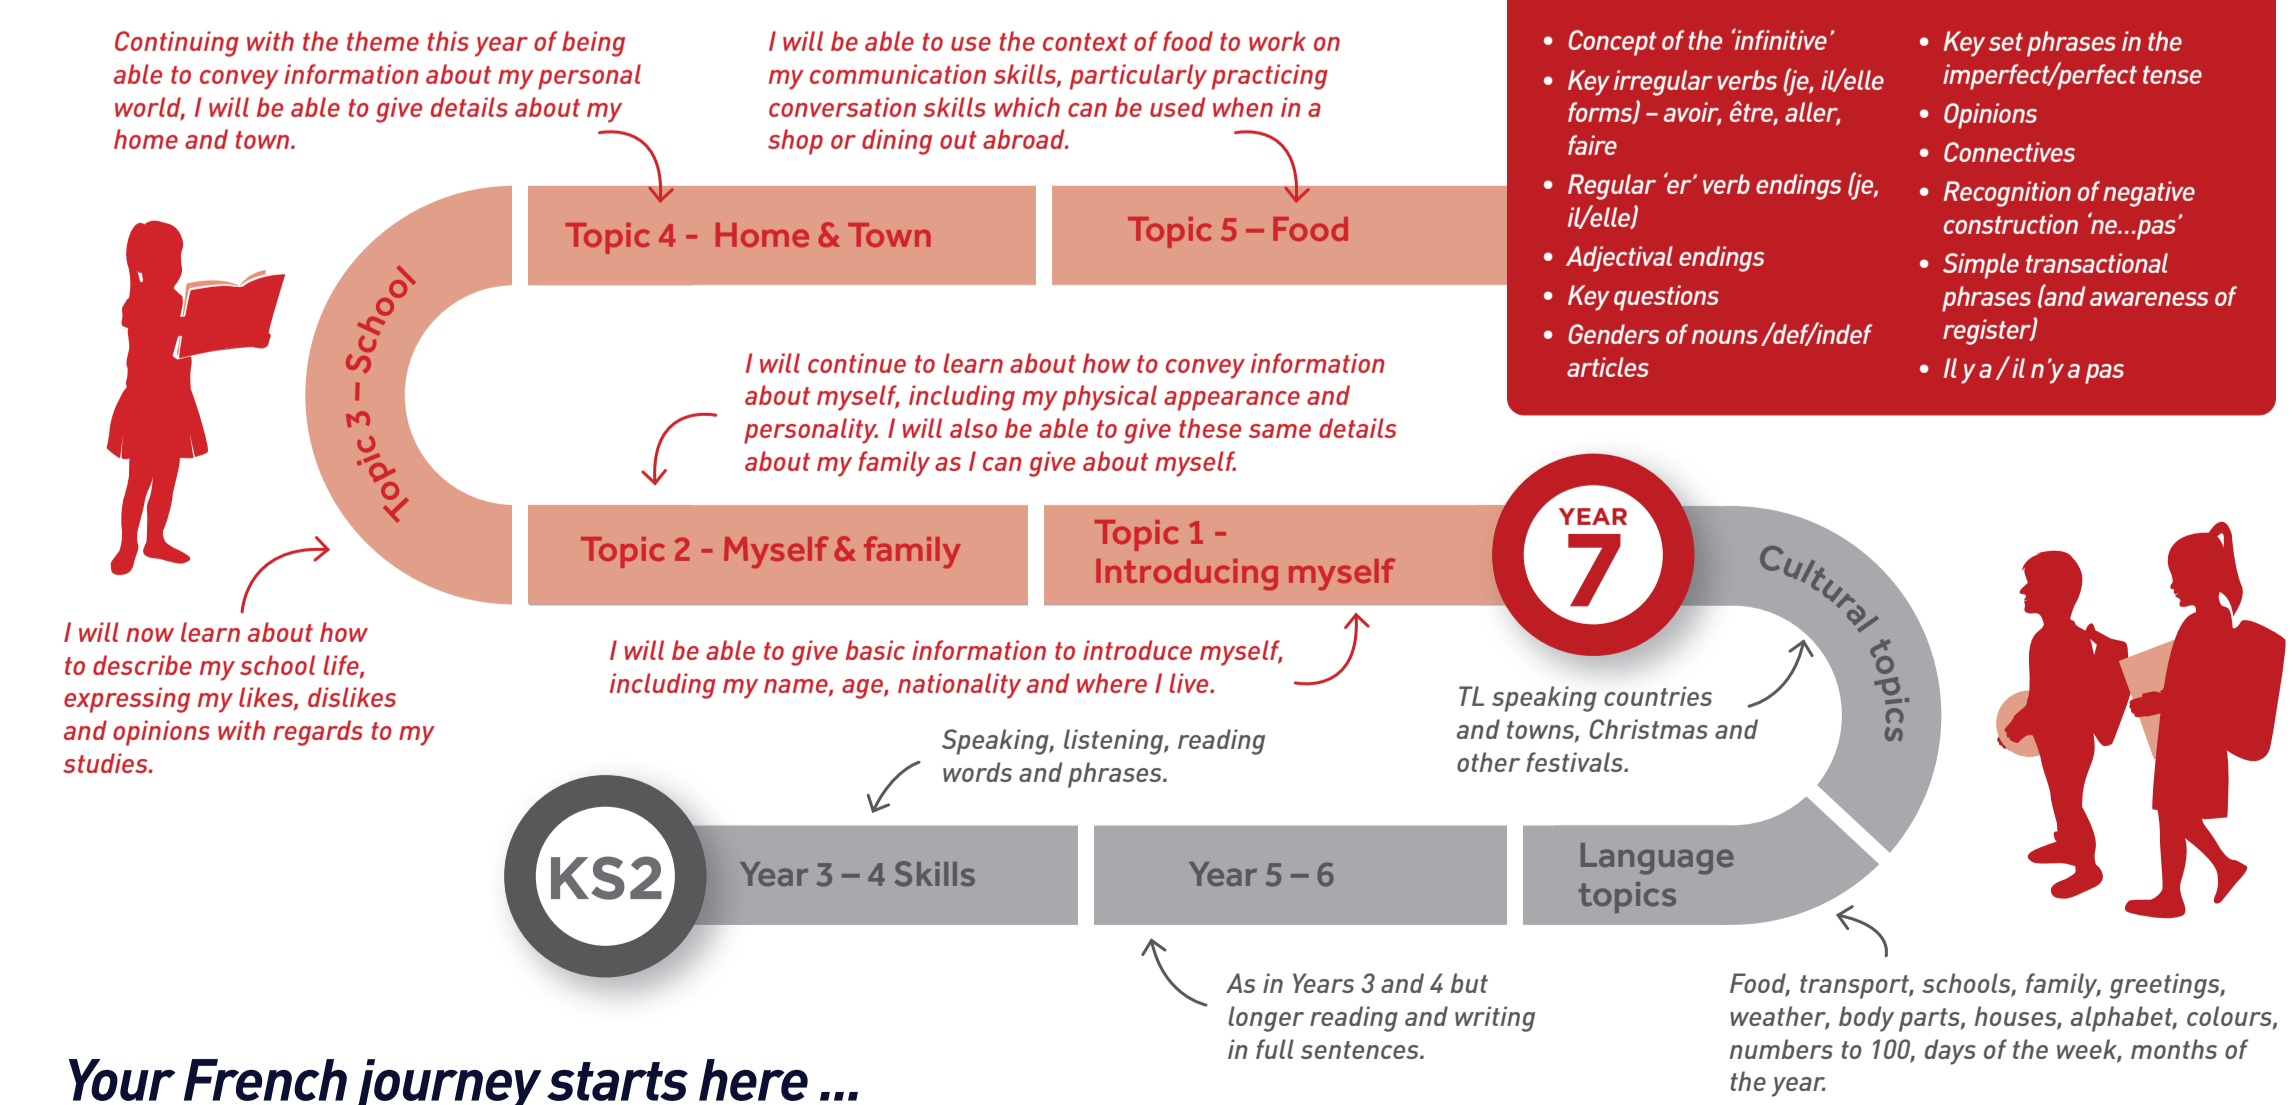 Continuing with the theme this year of being
able to convey information about my personal
world, I will be able to give details about my
home and town.
I will be able to use the context of food to work on
my communication skills, particularly practicing
conversation skills which can be used when in a
shop or dining out abroad.
• Concept of the ‘infinitive’
• Key irregular verbs (je, il/elle
forms) – avoir, être, aller,
faire
• Regular ‘er’ verb endings (je,
il/elle)
• Adjectival endings
• Key questions
• Genders of nouns /def/indef
articles
• Key set phrases in the
imperfect/perfect tense
• Opinions
• Connectives
• Recognition of negative
construction ‘ne...pas’
• Simple transactional
phrases (and awareness of
register)
• Il y a / il n’y a pas
Topic 4 - Home & Town
Topic 5 – Food
Topic 3 – School
I will continue to learn about how to convey information
about myself, including my physical appearance and
personality. I will also be able to give these same details
about my family as I can give about myself.
Topic 2 - Myself & family
Topic 1 -
Introducing myself
YEAR
7
Cultural topics
I will now learn about how
to describe my school life,
expressing my likes, dislikes
and opinions with regards to my
studies.
I will be able to give basic information to introduce myself,
including my name, age, nationality and where I live.
TL speaking countries
and towns, Christmas and
other festivals.
Speaking, listening, reading
words and phrases.
KS2
Year 3 – 4 Skills
Year 5 – 6
Language
topics
As in Years 3 and 4 but
longer reading and writing
in full sentences.
Food, transport, schools, family, greetings,
weather, body parts, houses, alphabet, colours,
numbers to 100, days of the week, months of
the year.
Your French journey starts here ...